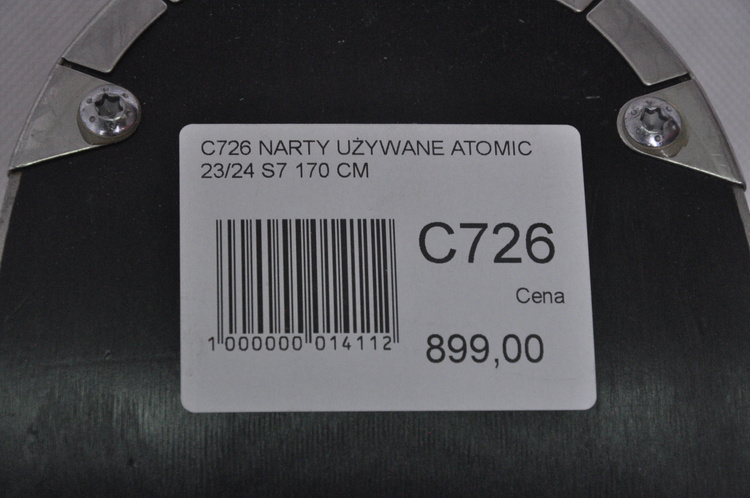 C726 NARTY UŻYWANE ATOMIC
23/24 S7 170 CM
C726
Cena
1 000000 014112
899,00